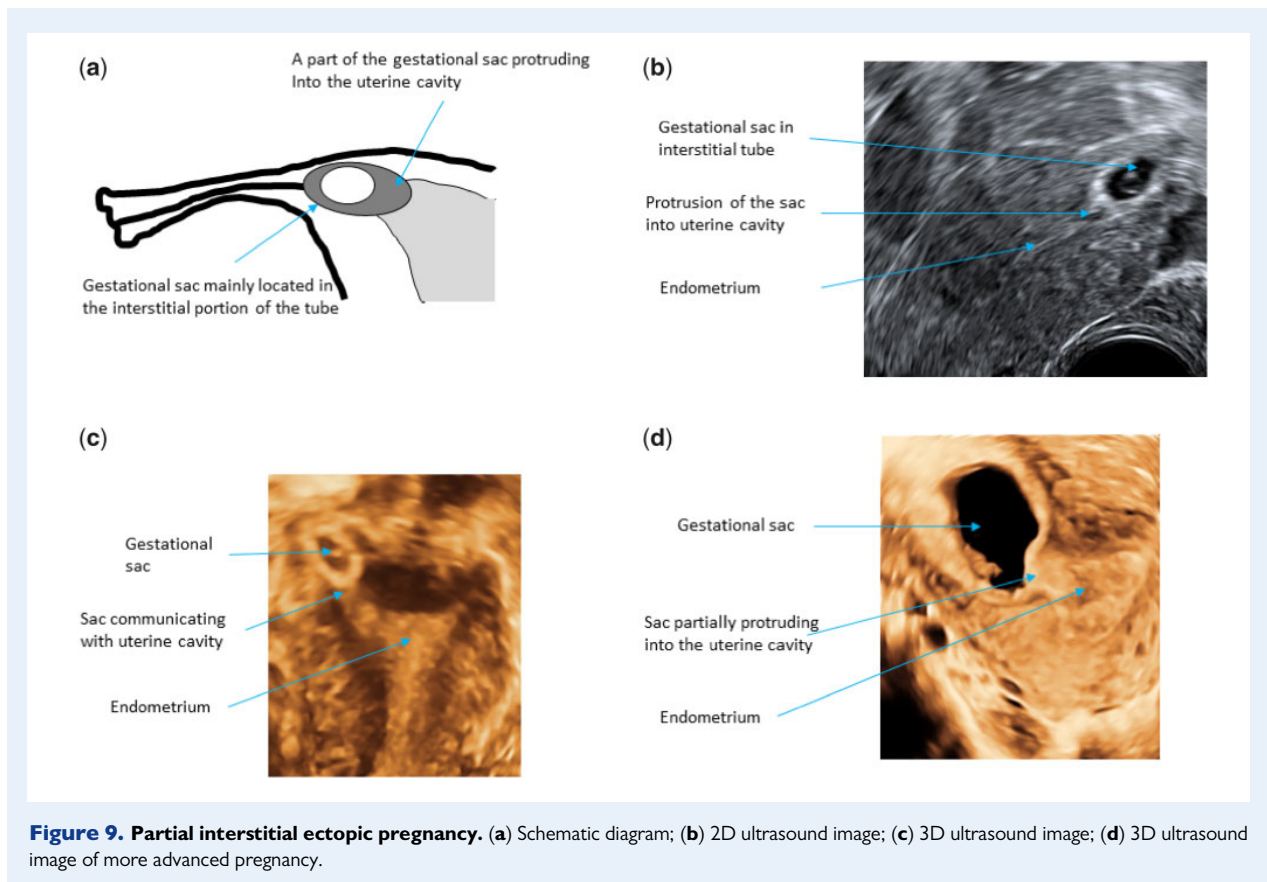 (a)
A part of the gestational sac protruding
Into the uterine cavity
Gestational sac mainly located in
the interstitial portion of the tube
(b)
Gestational sac in
interstitial tube
Protrusion of the sac
into uterine cavity
Endometrium
(c)
Gestational
sac
Sac communicating
with uterine cavity
Endometrium
(d)
Gestational sac
Sac partially protruding
into the uterine cavity
Endometrium
Figure 9. Partial interstitial ectopic pregnancy. (a) Schematic diagram; (b) 2D ultrasound image; (c) 3D ultrasound image; (d) 3D ultrasound
image of more advanced pregnancy.